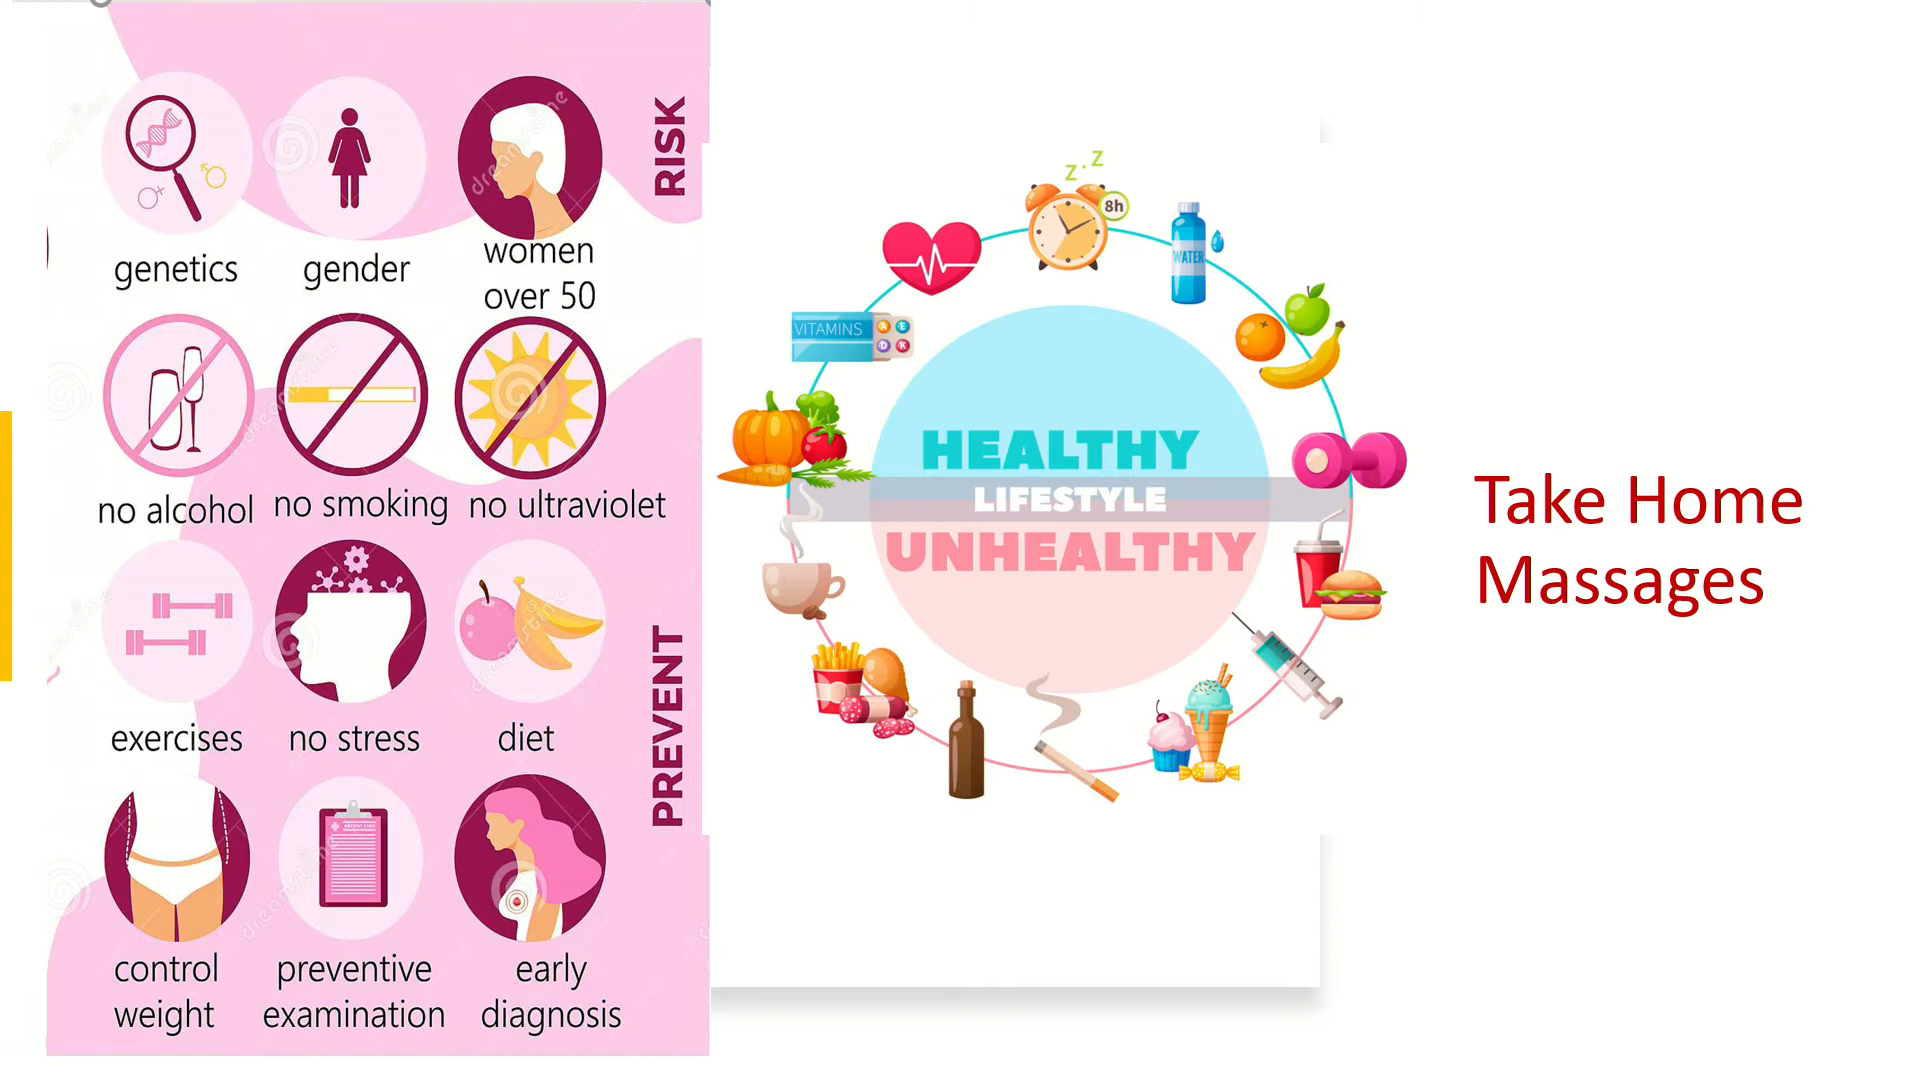 RISK
genetics
gender
women
over 50
no alcohol
no smoking
no ultraviolet
PREVENT
exercises
no stress
diet
control
weight
preventive
examination
early
diagnosis
z z
8h
WATER
VITAMINS
A E
D K
HEALTHY
LIFESTYLE
UNHEALTHY
Take Home
Massages
dreamstime